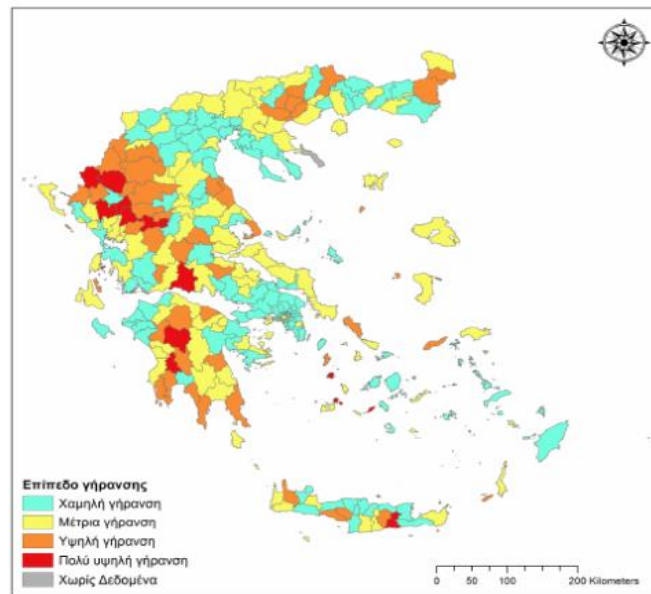 Επίπεδο γήρανσης
Χαμηλή γήρανση
Μέτρια γήρανση
Υψηλή γήρανση
Πολύ υψηλή γήρανση
Χωρίς Δεδομένα
0 50 100 200 Kilometers